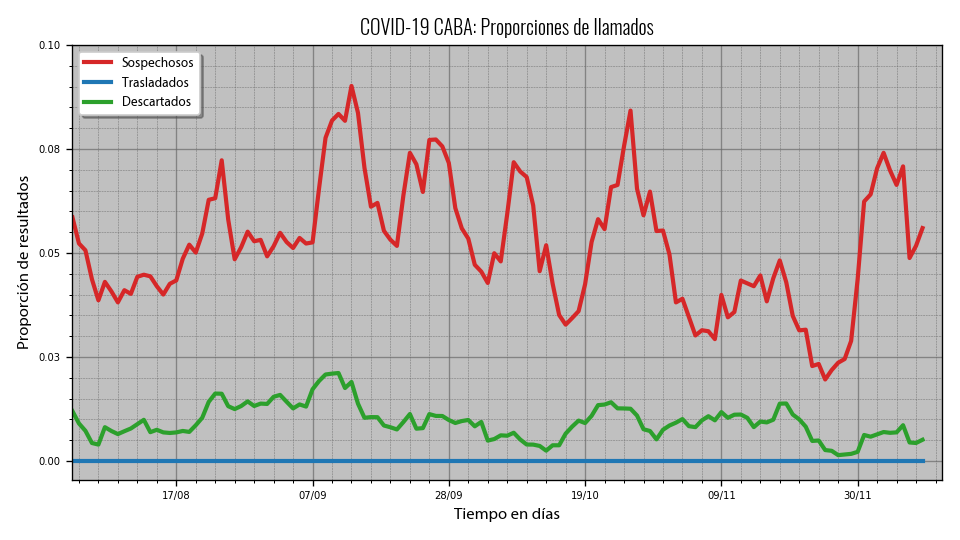 COVID-19 CABA: Proporciones de llamados
Proporción de resultados
0.10
0.08
0.05
0.03
0.00
Sospechosos
Trasladados
Descartados
17/08
07/09
28/09
19/10
09/11
30/11
Tiempo en días